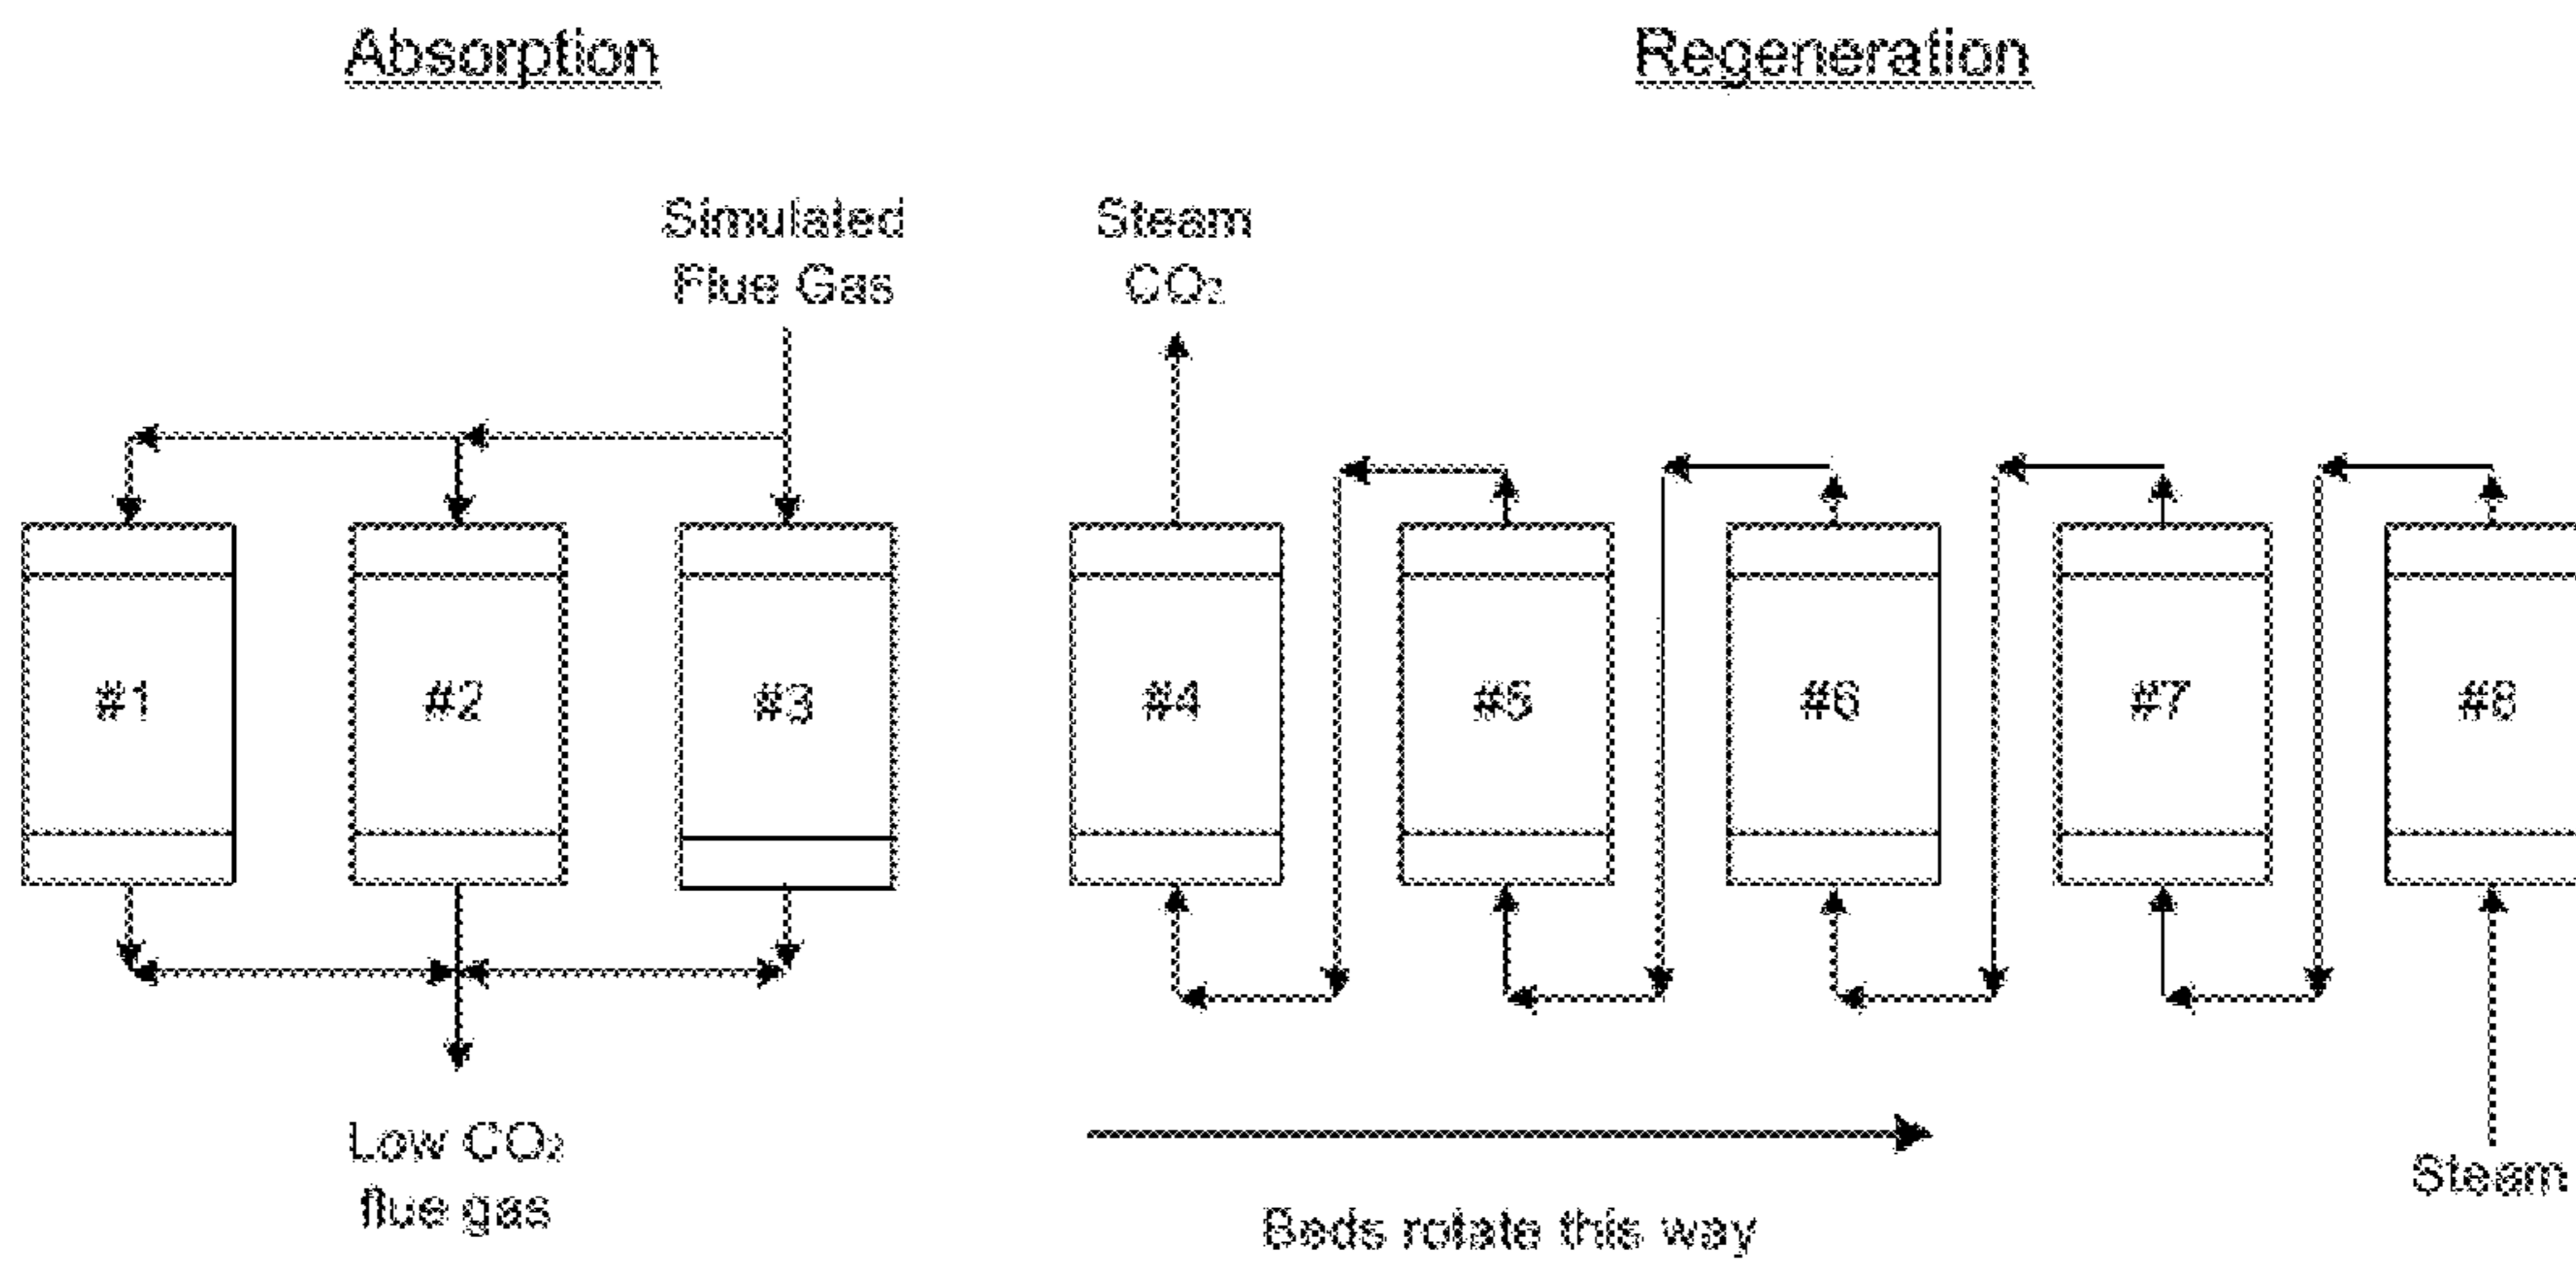 Absorption
Regeneration
Simulated
Flue Gas
Steam
CO₂
#1
#2
#3
#4
#5
#6
#7
#8
Low CO₂
flue gas
Beds rotate this way
Steam